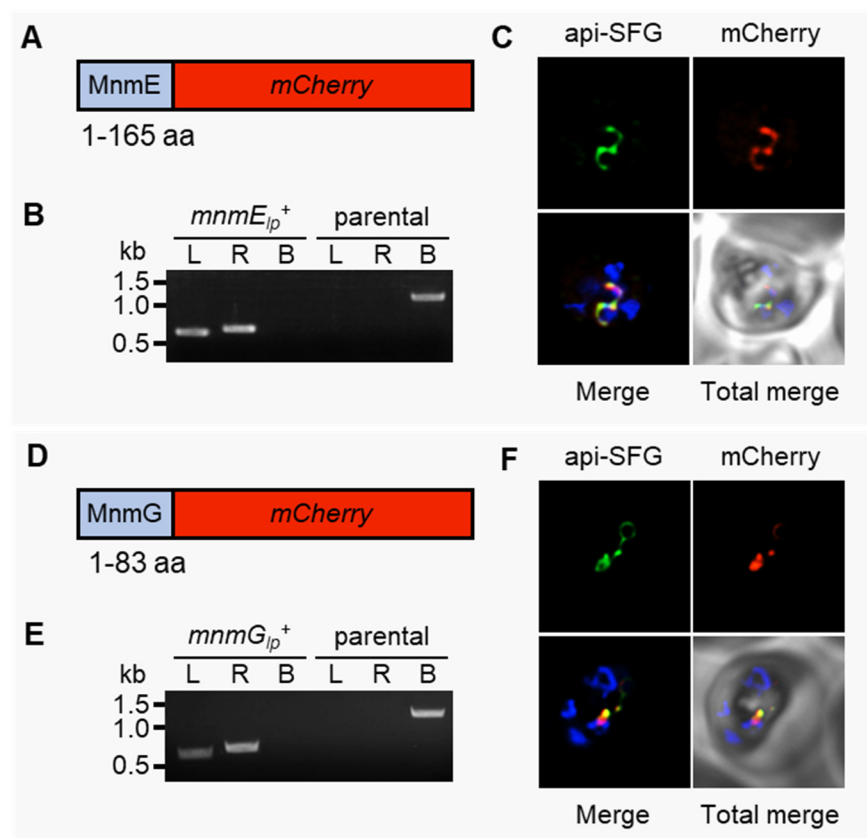 A
MnmE mCherry
1-165 aa
B
mnmElp+ parental
kb L R B L R B
1.5
1.0
0.5
C
api-SFG mCherry
Merge Total merge
D
MnmG mCherry
1-83 aa
E
mnmGlp+ parental
kb L R B L R B
1.5
1.0
0.5
F
api-SFG mCherry
Merge Total merge